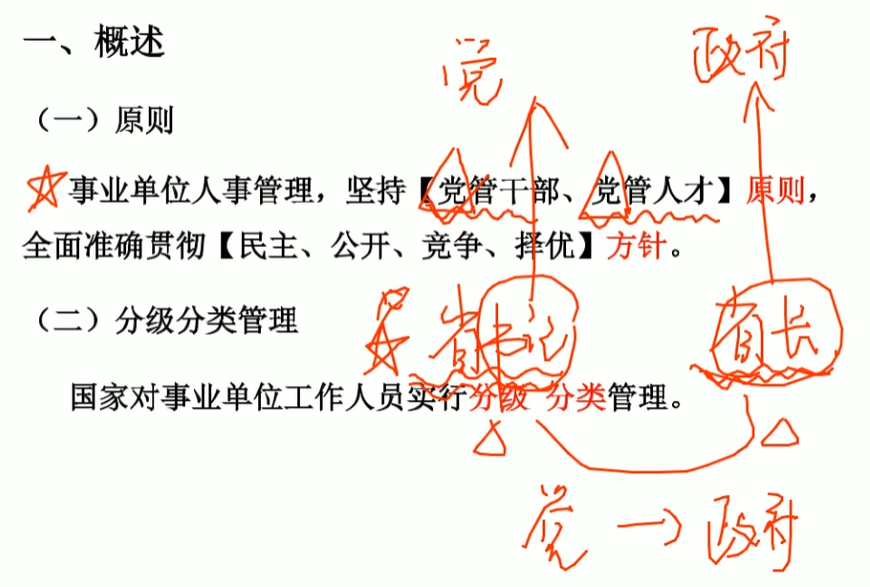 一、概述
党 政府
（一）原则
事业单位人事管理，坚持【党管干部、党管人才】原则，
全面准确贯彻【民主、公开、竞争、择优】方针。
（二）分级分类管理
省书记 省长
国家对事业单位工作人员实行分级 分类管理。
党 → 政府